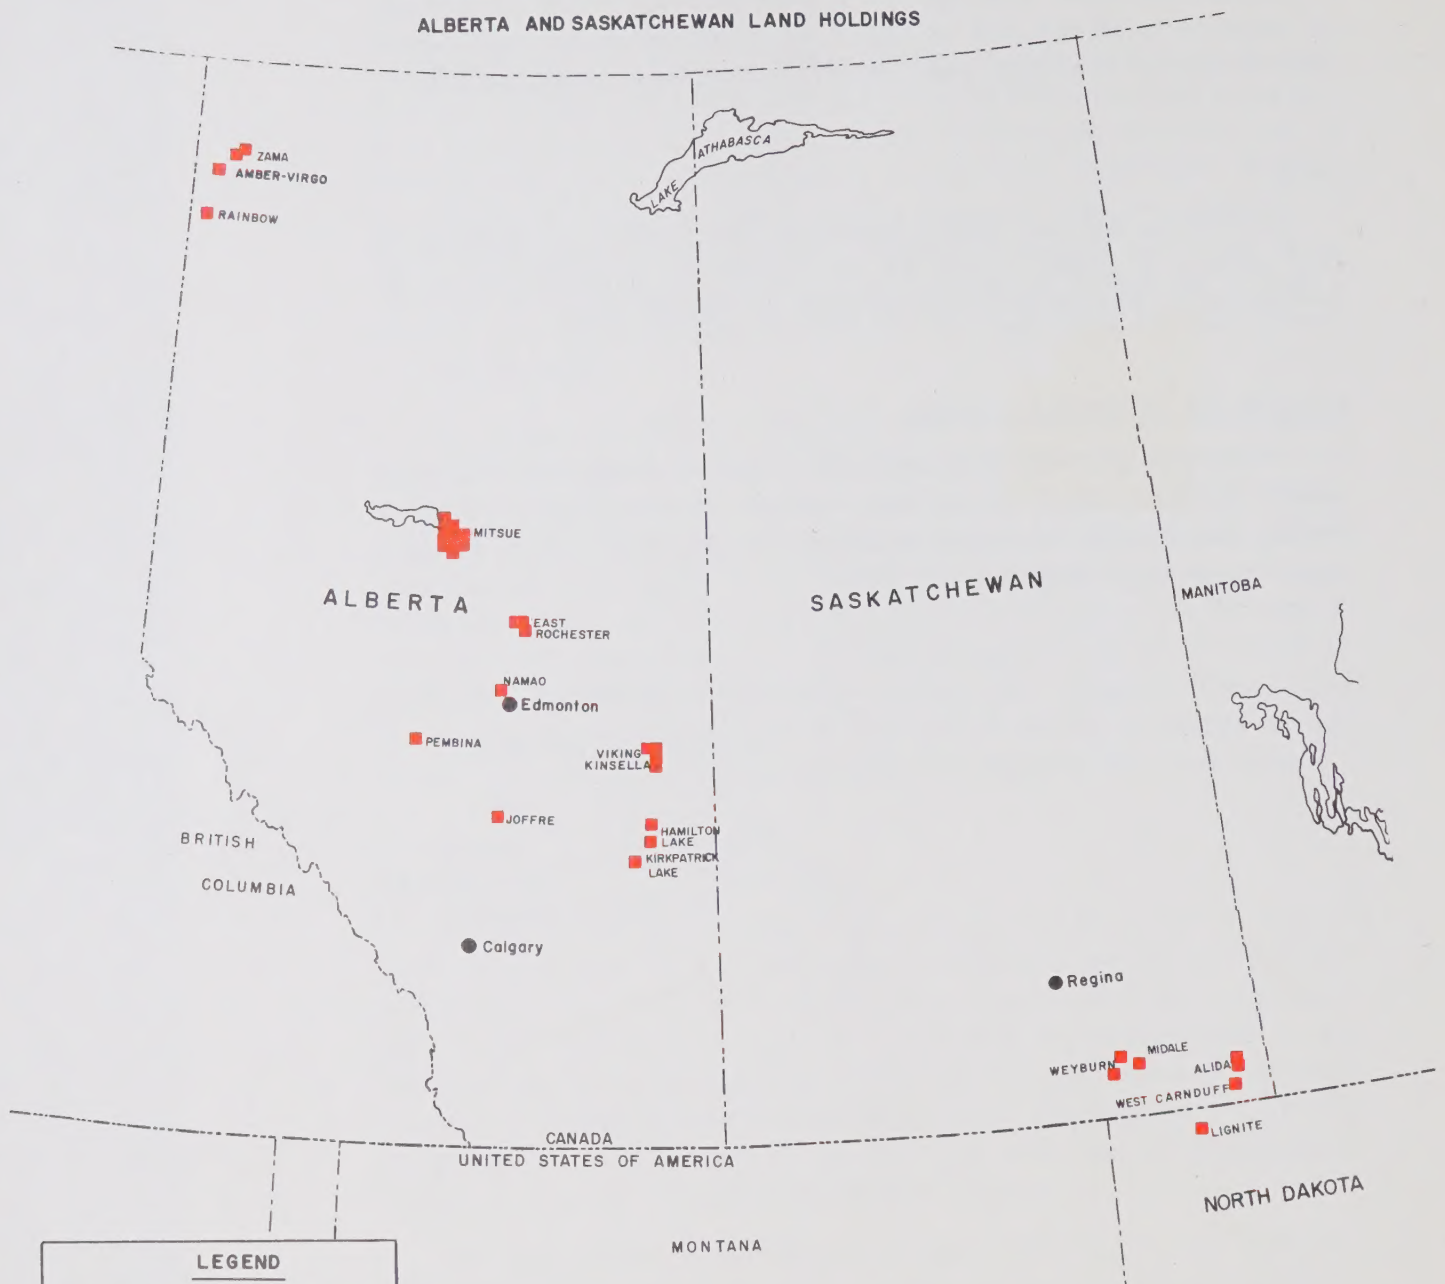 ALBERTA AND SASKATCHEWAN LAND HOLDINGS
ATHABASCA
LAKE
ZAMA
AMBER-VIRGO
RAINBOW
MITSUE
ALBERTA
SASKATCHEWAN
MANITOBA
EAST
ROCHESTER
NAMAO
Edmonton
PEMBINA
VIKING
KINSELLA
JOFFRE
HAMILTON
LAKE
KIRKPATRICK
LAKE
BRITISH
COLUMBIA
Calgary
Regina
MIDALE
WEYBURN
ALIDA
WEST CARNDUFF
LIGNITE
CANADA
UNITED STATES OF AMERICA
NORTH DAKOTA
MONTANA
LEGEND